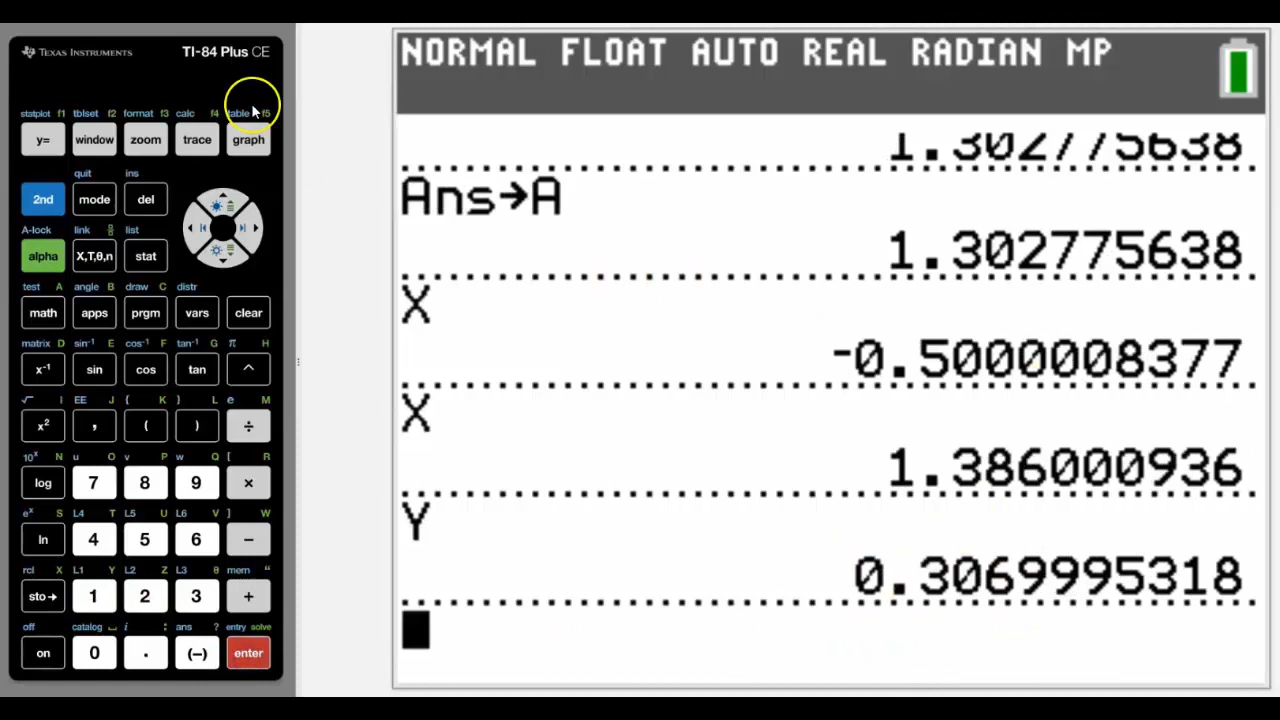 TEXAS INSTRUMENTS TI-84 Plus CE
statplot f1 tblset f2 format f3 calc f4 table f5
y= window zoom trace graph
quit ins
2nd mode del
A-lock link list
alpha X,T,θ,n stat
test A angle B draw C distr
math apps prgm vars clear
matrix D sin⁻¹ E cos⁻¹ F tan⁻¹ G π H
x⁻¹ sin cos tan ^
√ I EE J { K } L e M
x² , ( ) ÷
10ˣ N u O v P w Q [ R
log 7 8 9 ×
eˣ S L4 T L5 U L6 V ] W
ln 4 5 6 −
rcl X L1 Y L2 Z L3 θ mem "
sto→ 1 2 3 +
off catalog ⎵ i : ans ? entry solve
on 0 . (−) enter
NORMAL FLOAT AUTO REAL RADIAN MP
1.302775638
Ans→A
1.302775638
X
-0.5000008377
X
1.386000936
Y
0.3069995318